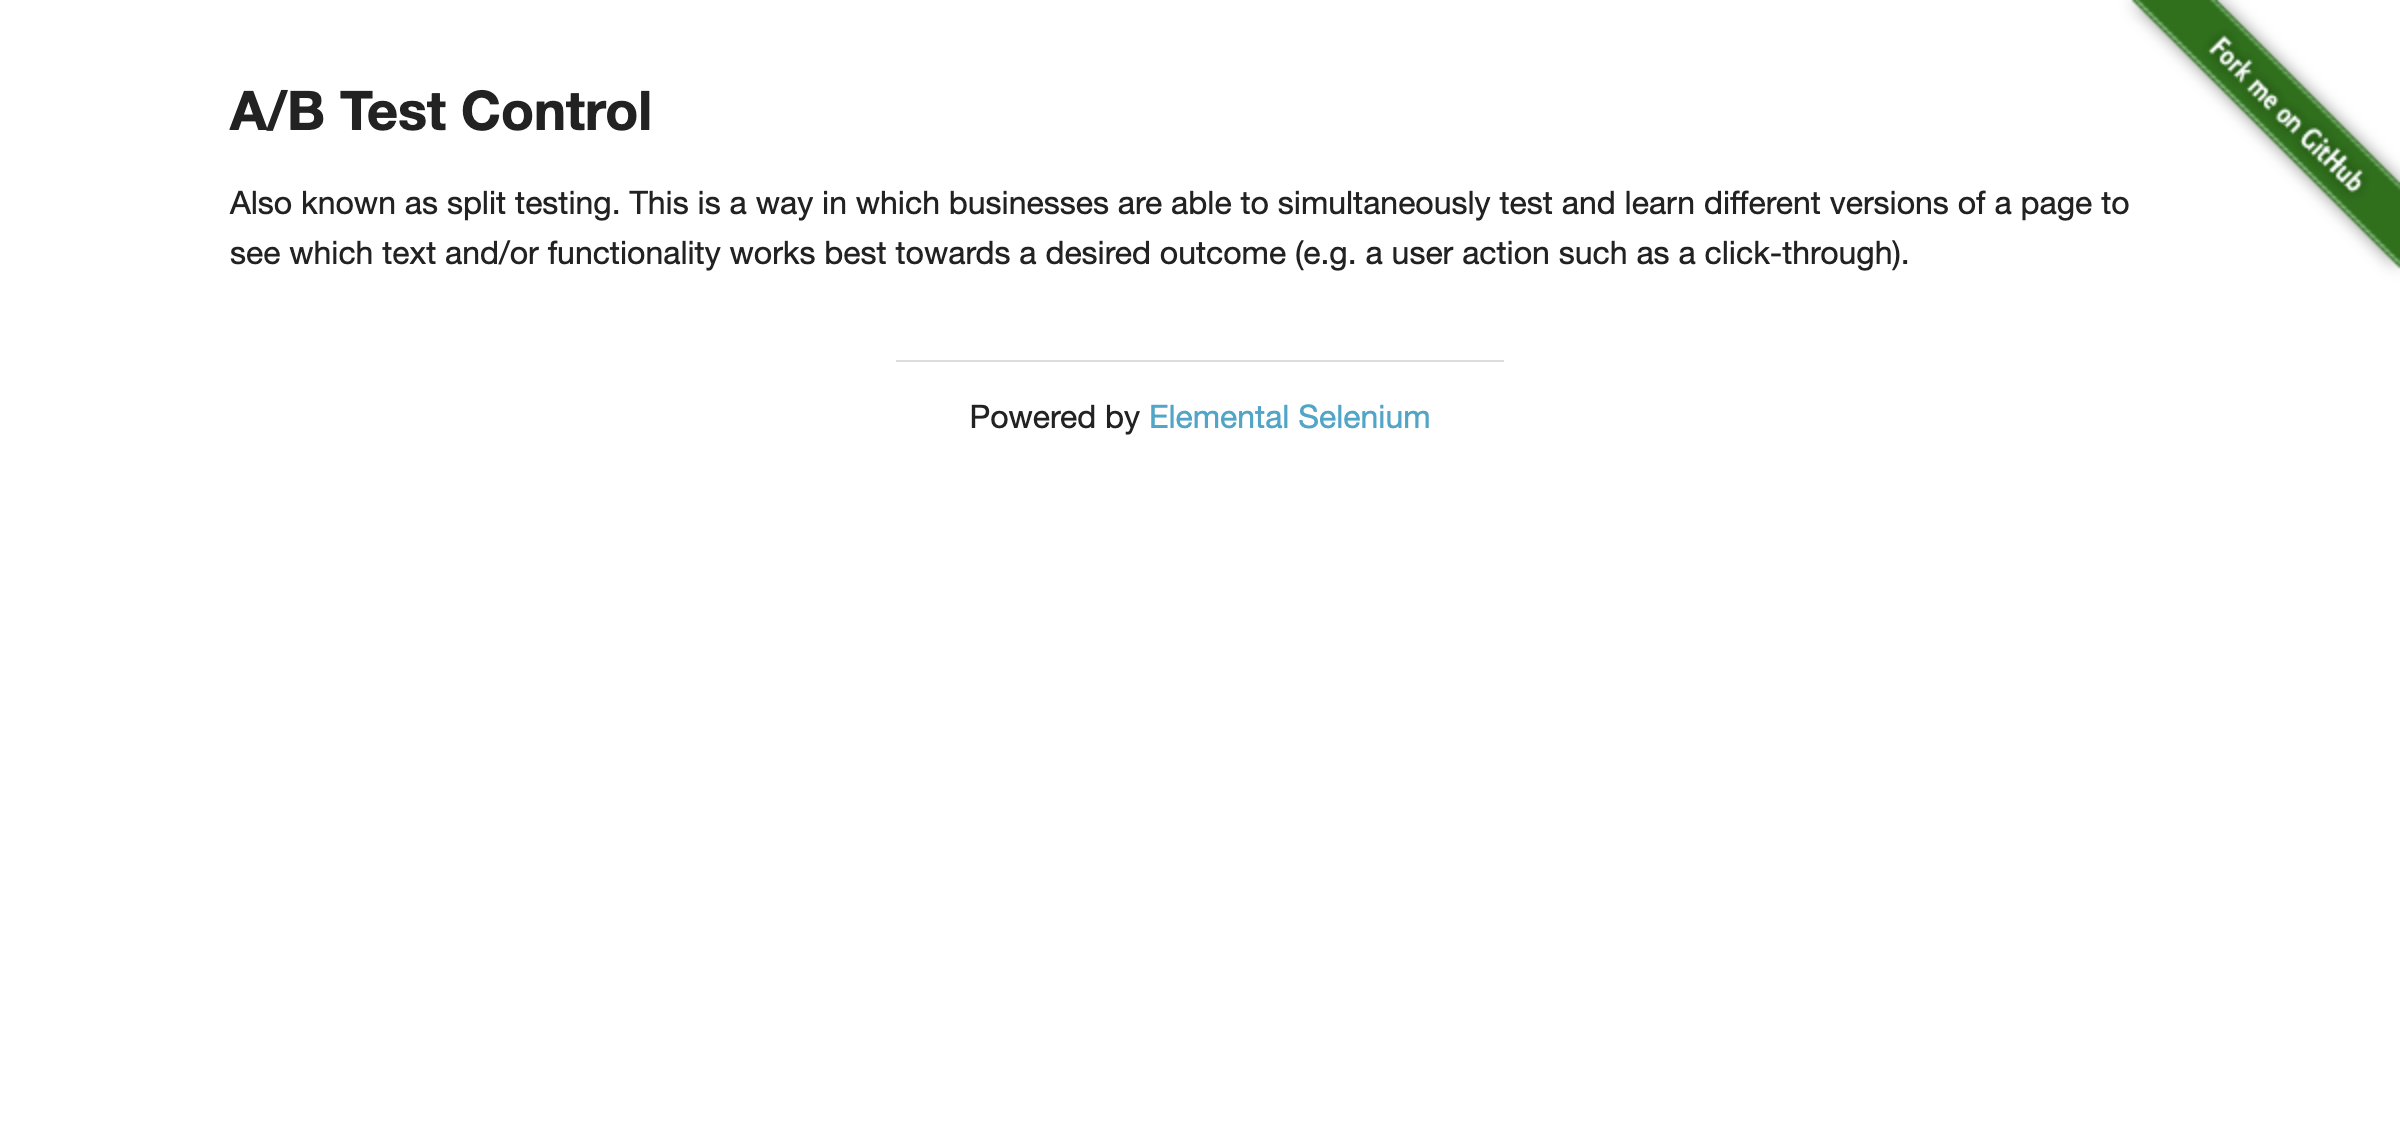 Fork me on GitHub
A/B Test Control
Also known as split testing. This is a way in which businesses are able to simultaneously test and learn different versions of a page to
see which text and/or functionality works best towards a desired outcome (e.g. a user action such as a click-through).
Powered by Elemental Selenium